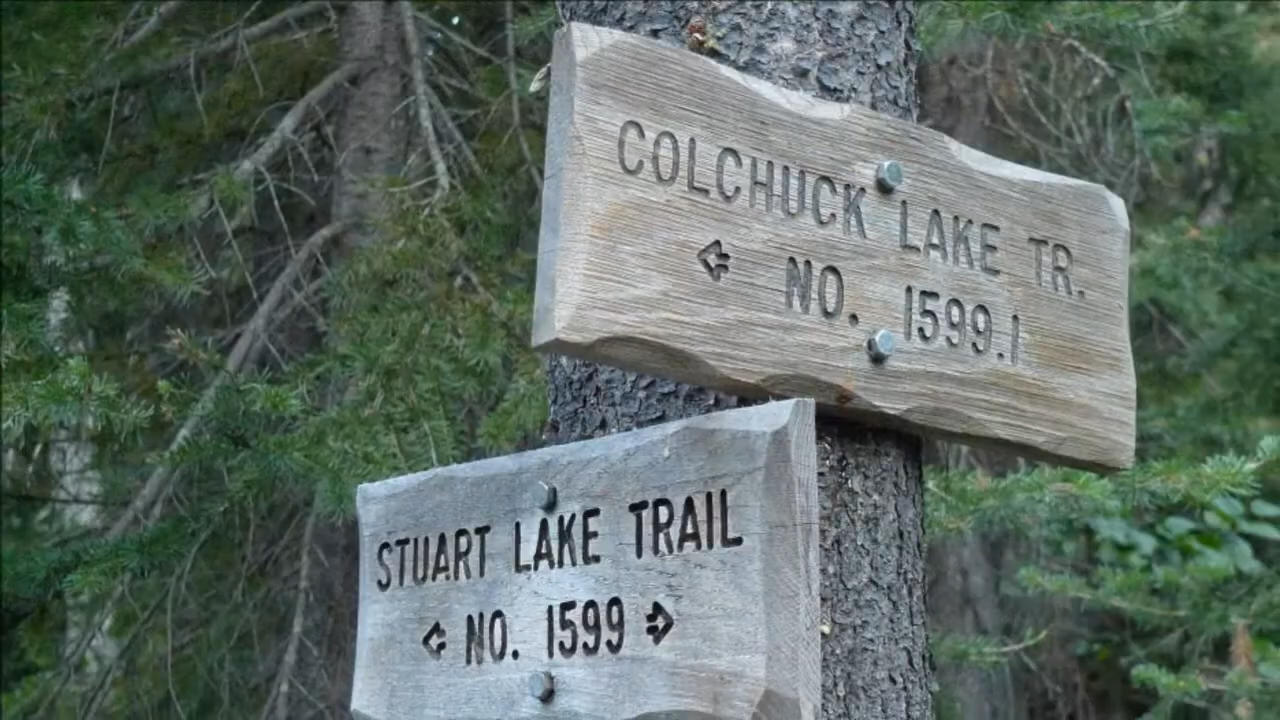 COLCHUCK LAKE TR.
NO. 1599.1
STUART LAKE TRAIL
NO. 1599